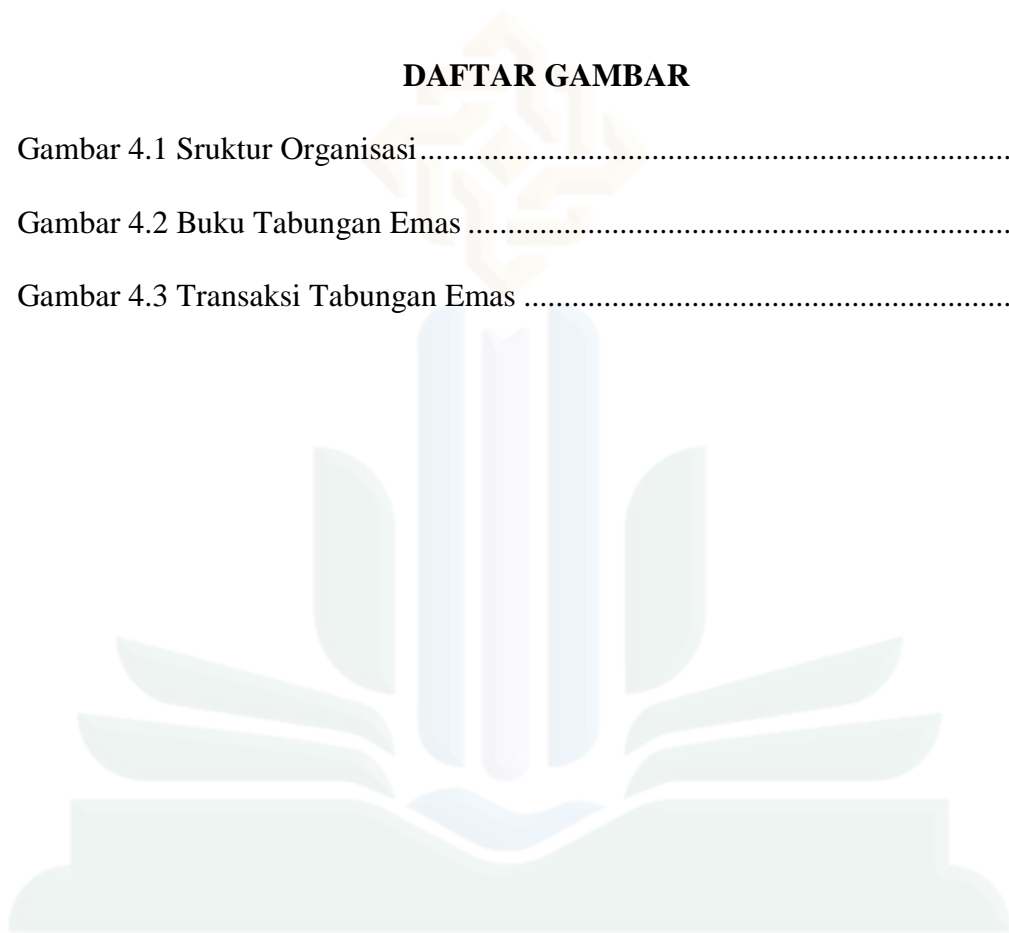 DAFTAR GAMBAR
Gambar 4.1 Sruktur Organisasi..........................................................................
Gambar 4.2 Buku Tabungan Emas ....................................................................
Gambar 4.3 Transaksi Tabungan Emas .............................................................